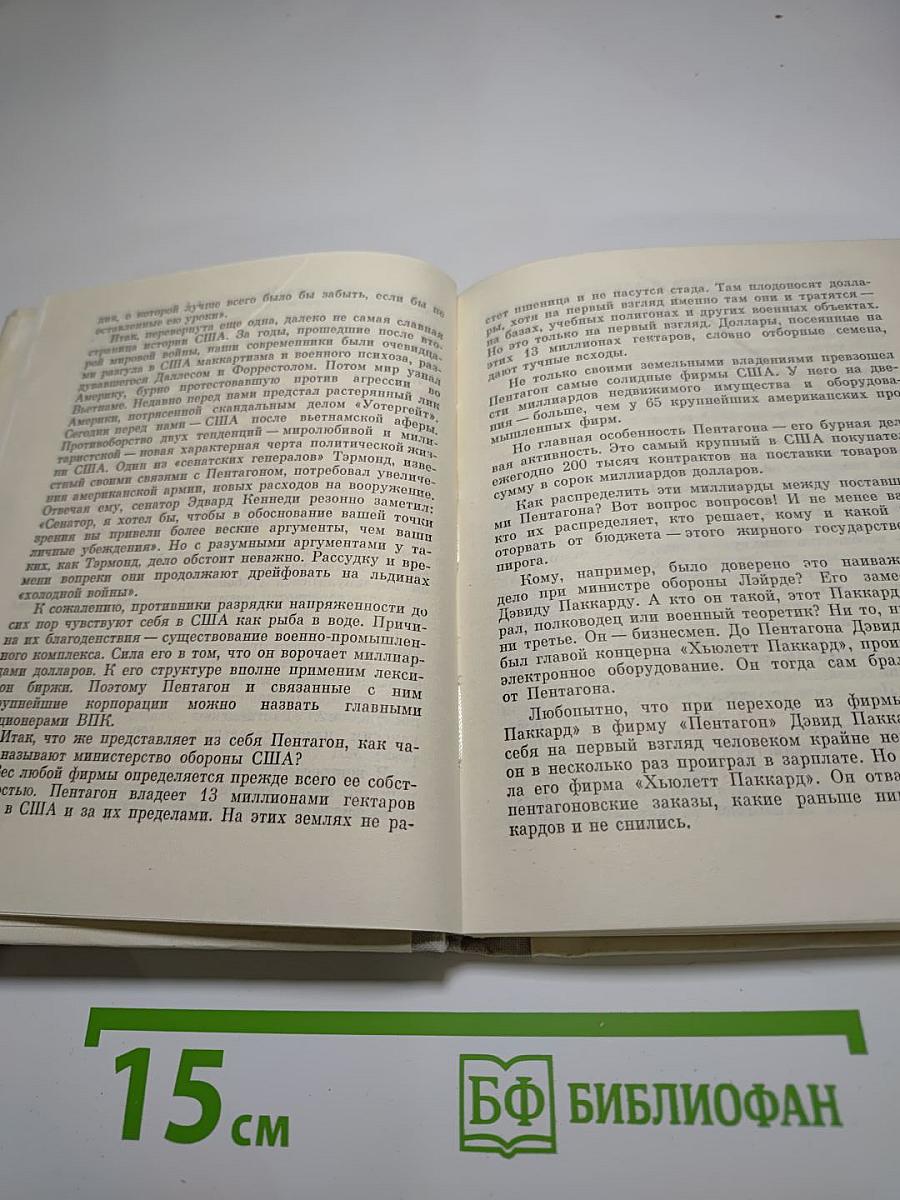 дия, о которой лучше всего было бы забыть, если бы не
оставленные ею уроки».
Итак, перевернута еще одна, далеко не самая славная
страница истории США. За годы, прошедшие после вто-
рой мировой войны, наши современники были очевидца-
ми разгула в США маккартизма и военного психоза, раз-
дувавшегося Даллесом и Форрестолом. Потом мир узнал
Америку, бурно протестовавшую против агрессии во
Вьетнаме. Недавно перед нами предстал растерянный лик
Америки, потрясенной скандальным делом «Уотергейт».
Сегодня перед нами — США после вьетнамской аферы.
Противоборство двух тенденций — миролюбивой и мили-
таристской — новая характерная черта политической жиз-
ни США. Один из «сенатских генералов» Тэрмонд, изве-
стный своими связями с Пентагоном, потребовал увеличе-
ния американской армии, новых расходов на вооружение.
Отвечая ему, сенатор Эдвард Кеннеди резонно заметил:
«Сенатор, я хотел бы, чтобы в обоснование вашей точки
зрения вы привели более веские аргументы, чем ваши
личные убеждения». Но с разумными аргументами у та-
ких, как Тэрмонд, дело обстоит неважно. Рассудку и вре-
мени вопреки они продолжают дрейфовать на льдинах
«холодной войны».
К сожалению, противники разрядки напряженности до
сих пор чувствуют себя в США как рыба в воде. Причи-
на их благоденствия — существование военно-промышлен-
ного комплекса. Сила его в том, что он ворочает миллиар-
дами долларов. К его структуре вполне применим лекси-
он биржи. Поэтому Пентагон и связанные с ним
рупнейшие корпорации можно назвать главными
ционерами ВПК.
Итак, что же представляет из себя Пентагон, как ча-
называют министерство обороны США?
Вес любой фирмы определяется прежде всего ее собст-
остью. Пентагон владеет 13 миллионами гектаров
в США и за их пределами. На этих землях не ра-
стет пшеница и не пасутся стада. Там плодоносят долла-
ры, хотя на первый взгляд именно там они и тратятся —
на базах, учебных полигонах и других военных объектах.
Но это только на первый взгляд. Доллары, посеянные на
этих 13 миллионах гектаров, словно отборные семена,
дают тучные всходы.
Не только своими земельными владениями превзошел
Пентагон самые солидные фирмы США. У него на две-
сти миллиардов недвижимого имущества и оборудова-
ния — больше, чем у 65 крупнейших американских про
мышленных фирм.
Но главная особенность Пентагона — его бурная дел
вая активность. Это самый крупный в США покупател
ежегодно 200 тысяч контрактов на поставки товаров
сумму в сорок миллиардов долларов.
Как распределить эти миллиарды между поставщ
ми Пентагона? Вот вопрос вопросов! И не менее ва
кто их распределяет, кто решает, кому и какой
оторвать от бюджета — этого жирного государстве
пирога.
Кому, например, было доверено это наиваж
дело при министре обороны Лэйрде? Его заме
Дэвиду Паккарду. А кто он такой, этот Паккард
рал, полководец или военный теоретик? Ни то, н
ни третье. Он — бизнесмен. До Пентагона Дэвид
был главой концерна «Хьюлетт Паккард», прои
электронное оборудование. Он тогда сам брал
от Пентагона.
Любопытно, что при переходе из фирмы
Паккард» в фирму «Пентагон» Дэвид Пакка
себя на первый взгляд человеком крайне не
он в несколько раз проиграл в зарплате. Но
ла его фирма «Хьюлетт Паккард». Он отва
пентагоновские заказы, какие раньше ни
кардов и не снились.
15 см
БФ БИБЛИОФАН